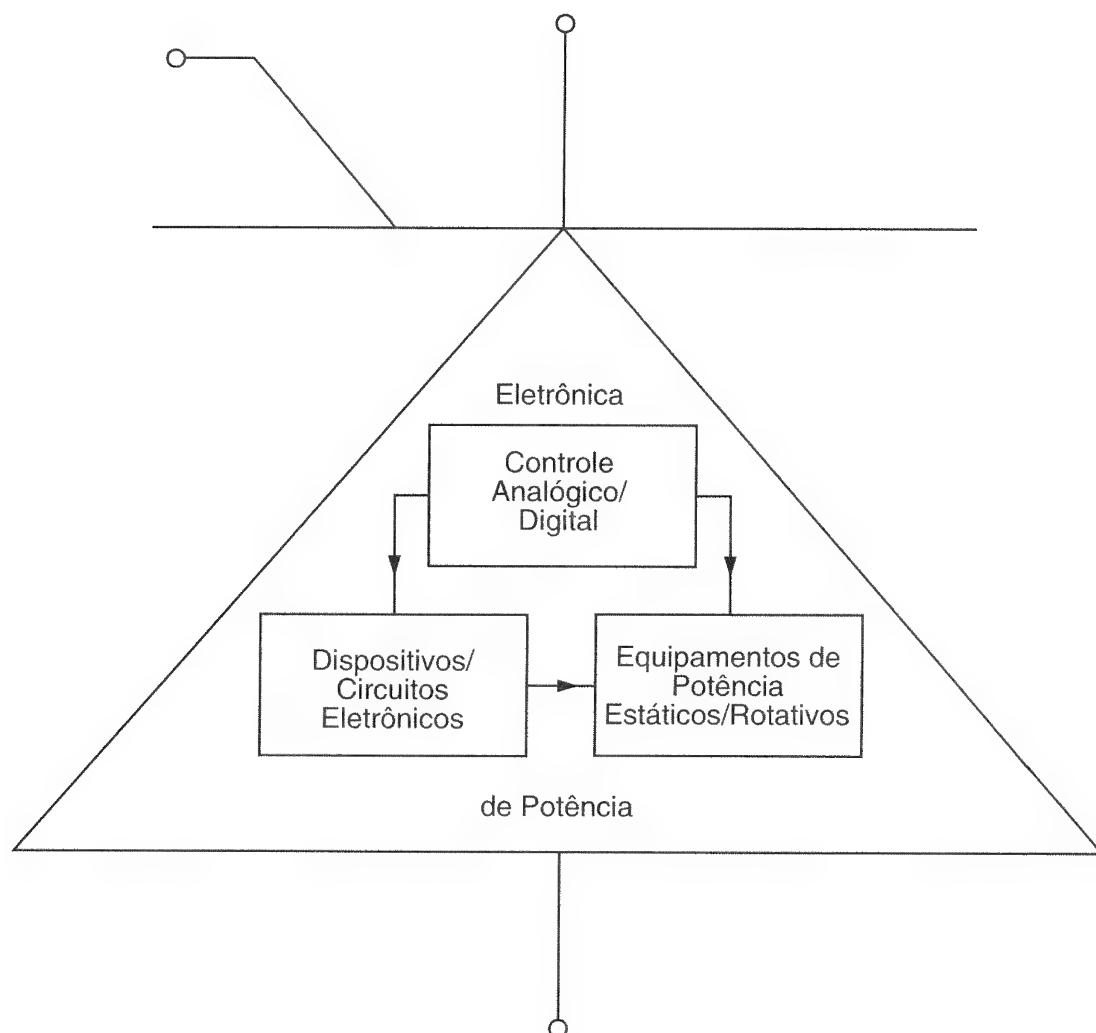 Eletrônica
Controle
Analógico/
Digital
Dispositivos/
Circuitos
Eletrônicos
Equipamentos de
Potência
Estáticos/Rotativos
de Potência